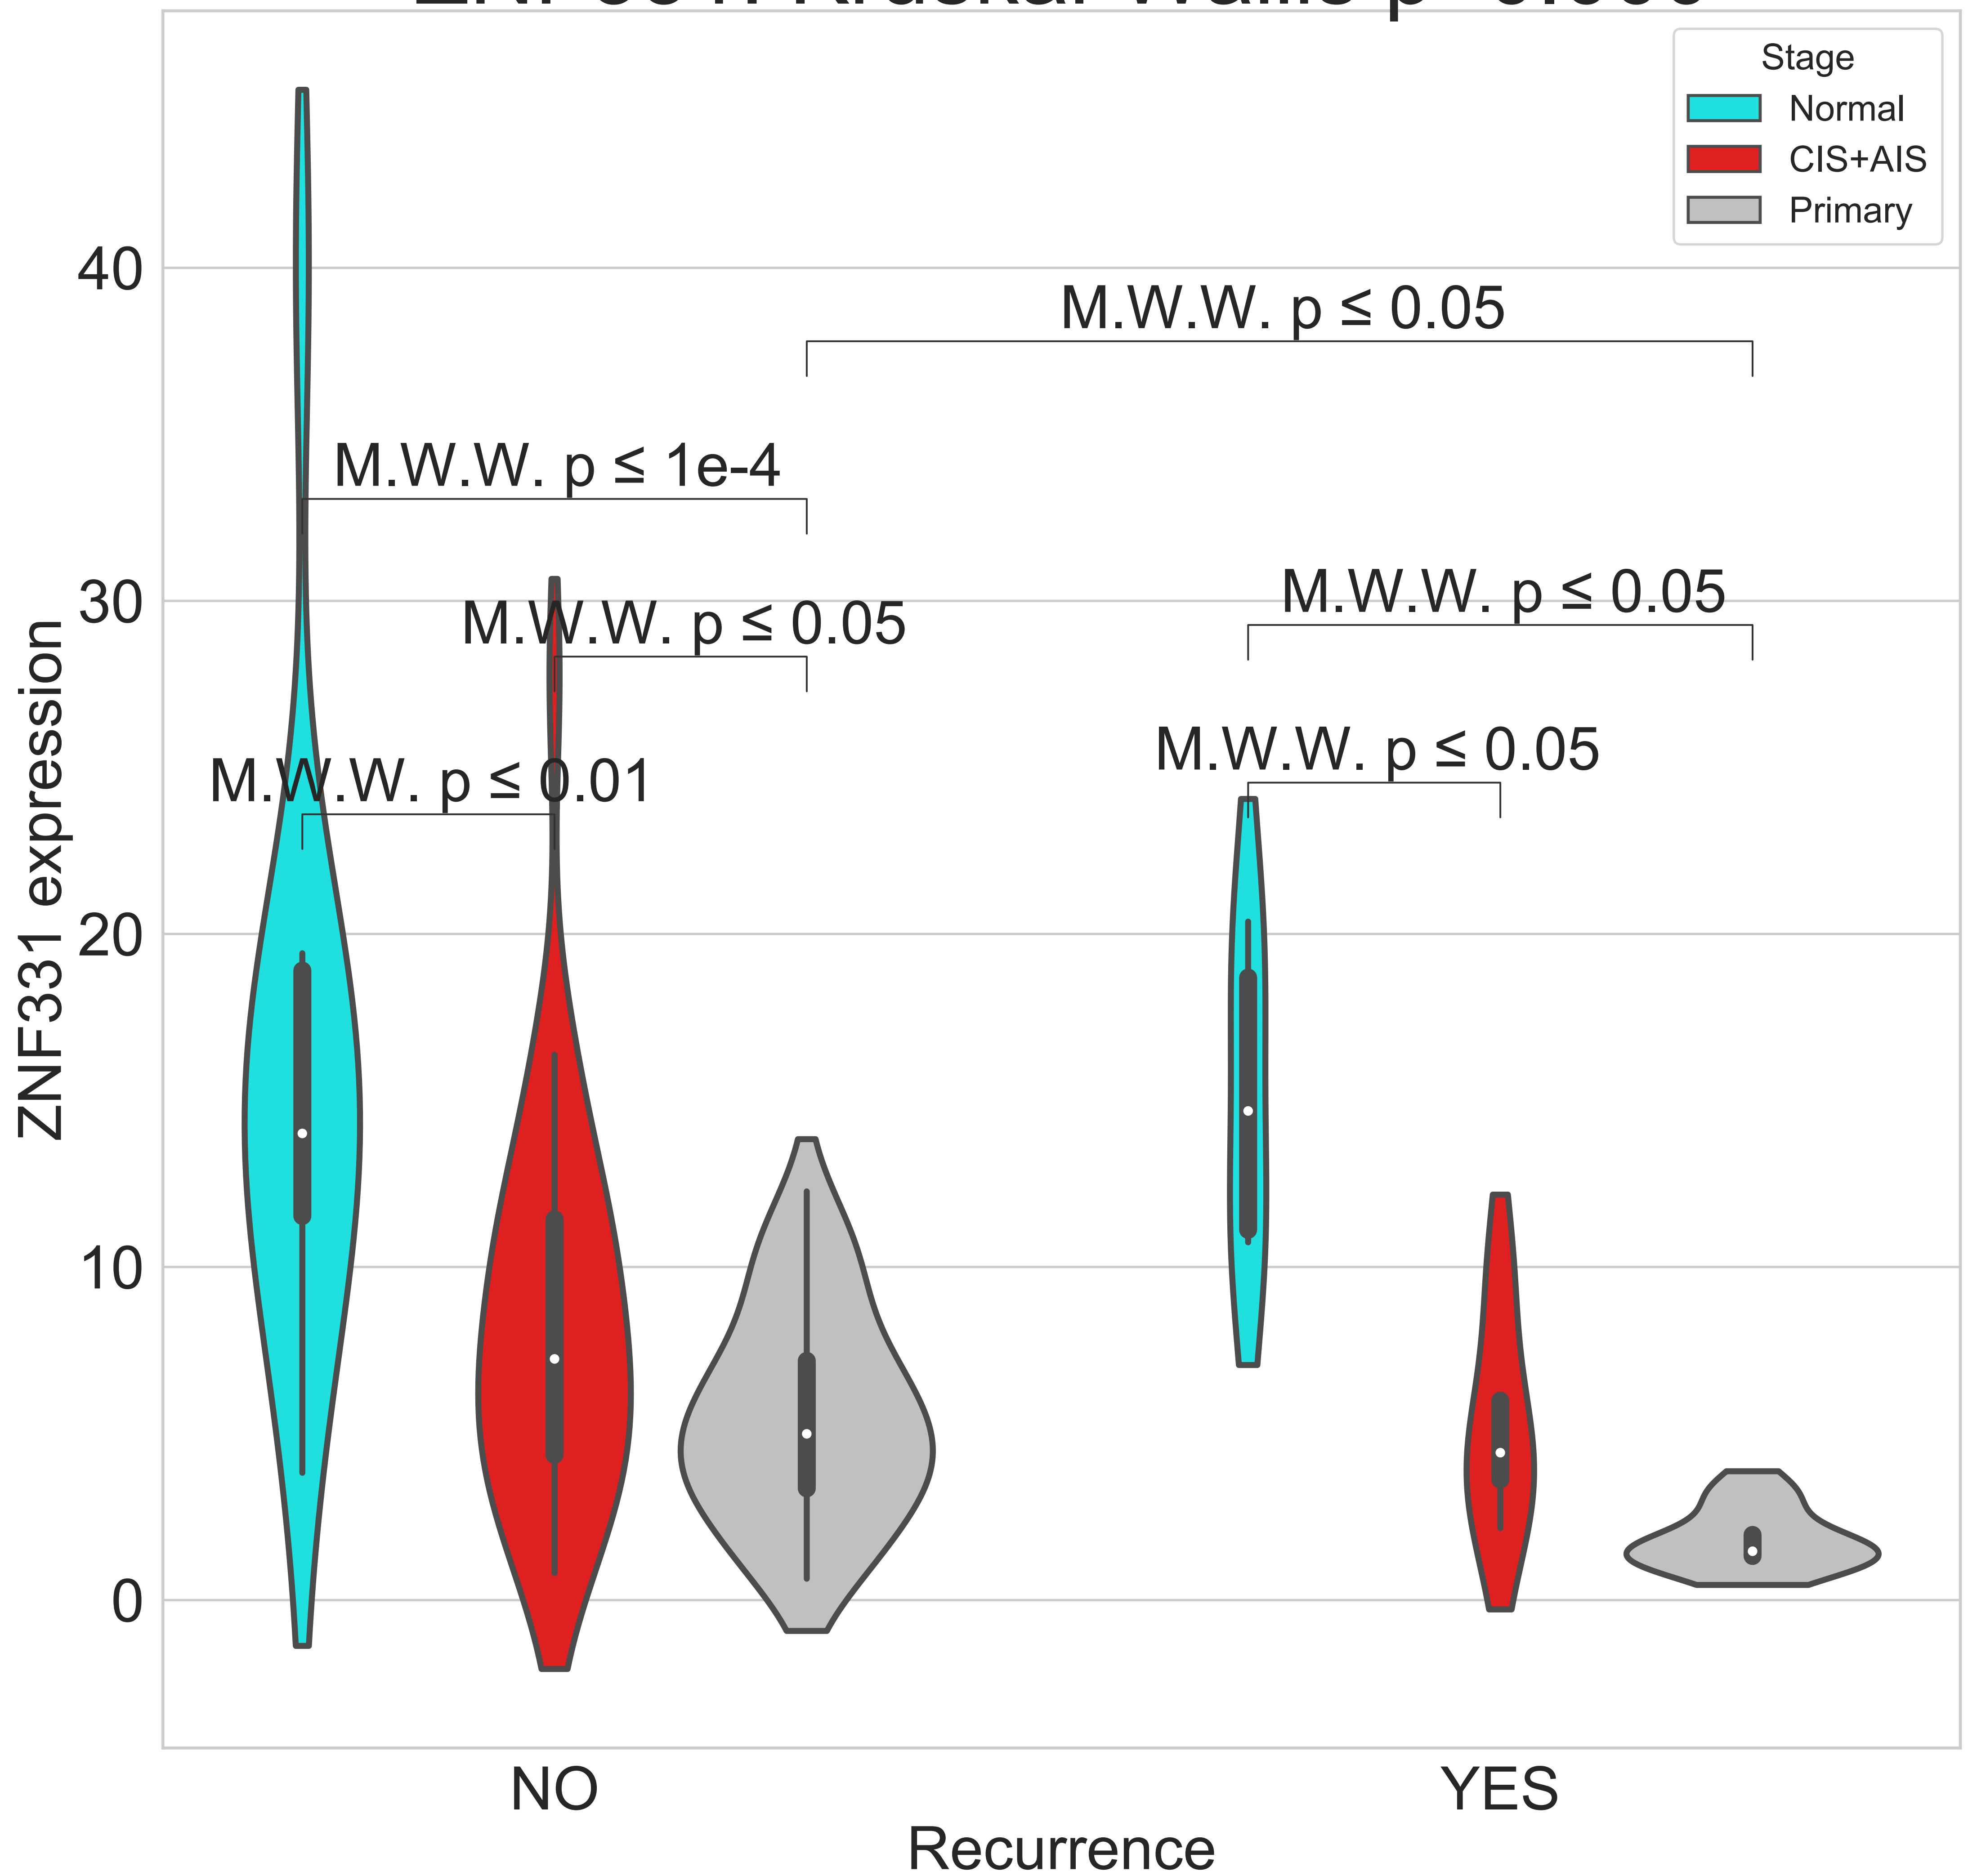 Stage
Normal
CIS+AIS
Primary
40
M.W.W. p ≤ 0.05
M.W.W. p ≤ 1e-4
30
M.W.W. p ≤ 0.05
M.W.W. p ≤ 0.05
M.W.W. p ≤ 0.05
M.W.W. p ≤ 0.01
ZNF331 expression
20
10
0
NO
YES
Recurrence